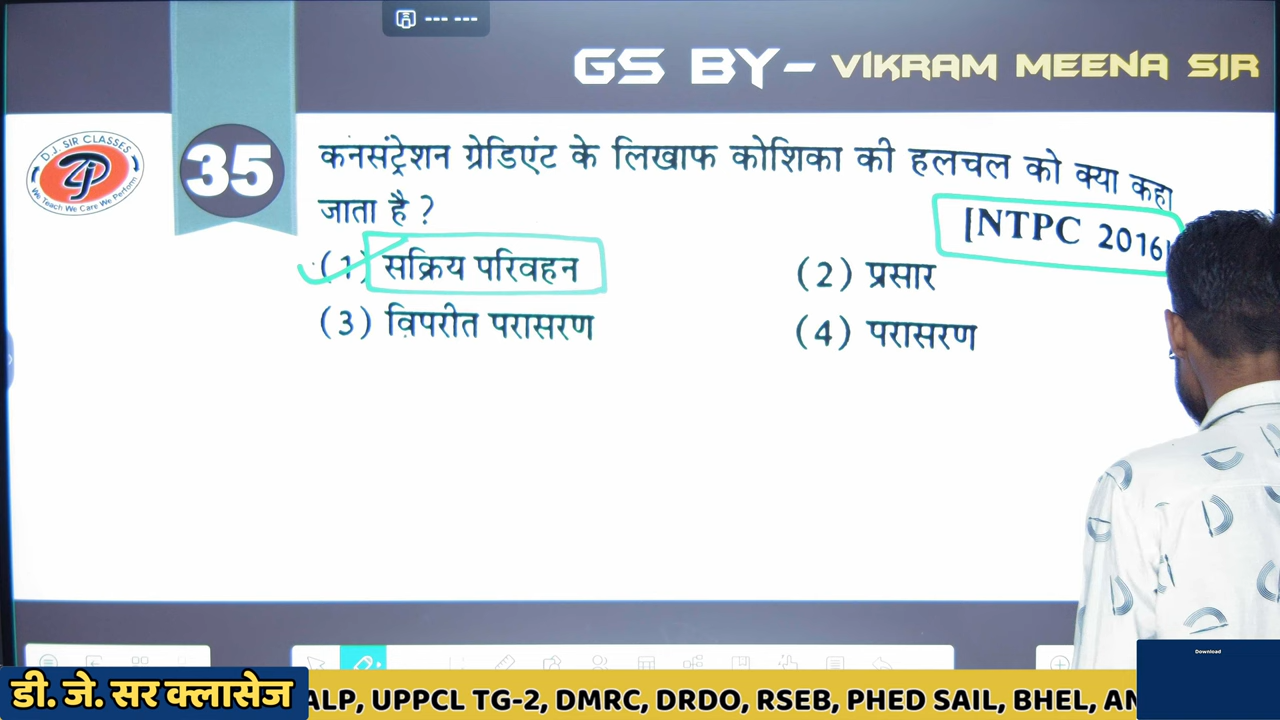 --- ---
GS BY- VIKRAM MEENA SIR
D.J. SIR CLASSES
We Teach We Care We Perform
35
कनसंट्रेशन ग्रेडिएंट के लिखाफ कोशिका की हलचल को क्या कहा
जाता है ?
[NTPC 2016]
(1) सक्रिय परिवहन
(2) प्रसार
(3) विपरीत परासरण
(4) परासरण
डी. जे. सर क्लासेज
ALP, UPPCL TG-2, DMRC, DRDO, RSEB, PHED SAIL, BHEL, AN
Download